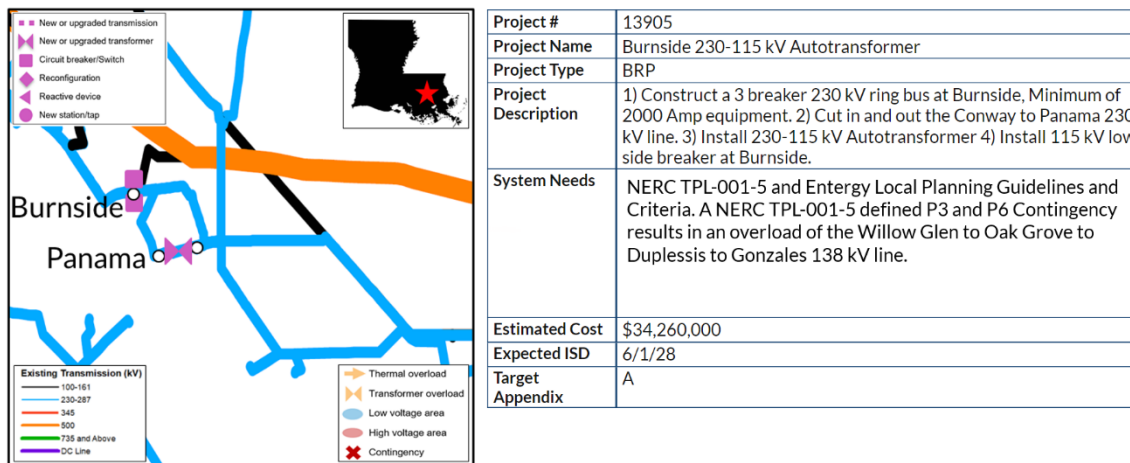 New or upgraded transmission
New or upgraded transformer
Circuit breaker/Switch
Reconfiguration
Reactive device
New station/tap
Burnside
Panama
Existing Transmission (kV)
100-161
230-287
345
500
735 and Above
DC Line
Thermal overload
Transformer overload
Low voltage area
High voltage area
Contingency
Project # 13905
Project Name Burnside 230-115 kV Autotransformer
Project Type BRP
Project Description 1) Construct a 3 breaker 230 kV ring bus at Burnside, Minimum of
2000 Amp equipment. 2) Cut in and out the Conway to Panama 230
kV line. 3) Install 230-115 kV Autotransformer 4) Install 115 kV low
side breaker at Burnside.
System Needs NERC TPL-001-5 and Entergy Local Planning Guidelines and
Criteria. A NERC TPL-001-5 defined P3 and P6 Contingency
results in an overload of the Willow Glen to Oak Grove to
Duplessis to Gonzales 138 kV line.
Estimated Cost $34,260,000
Expected ISD 6/1/28
Target Appendix A